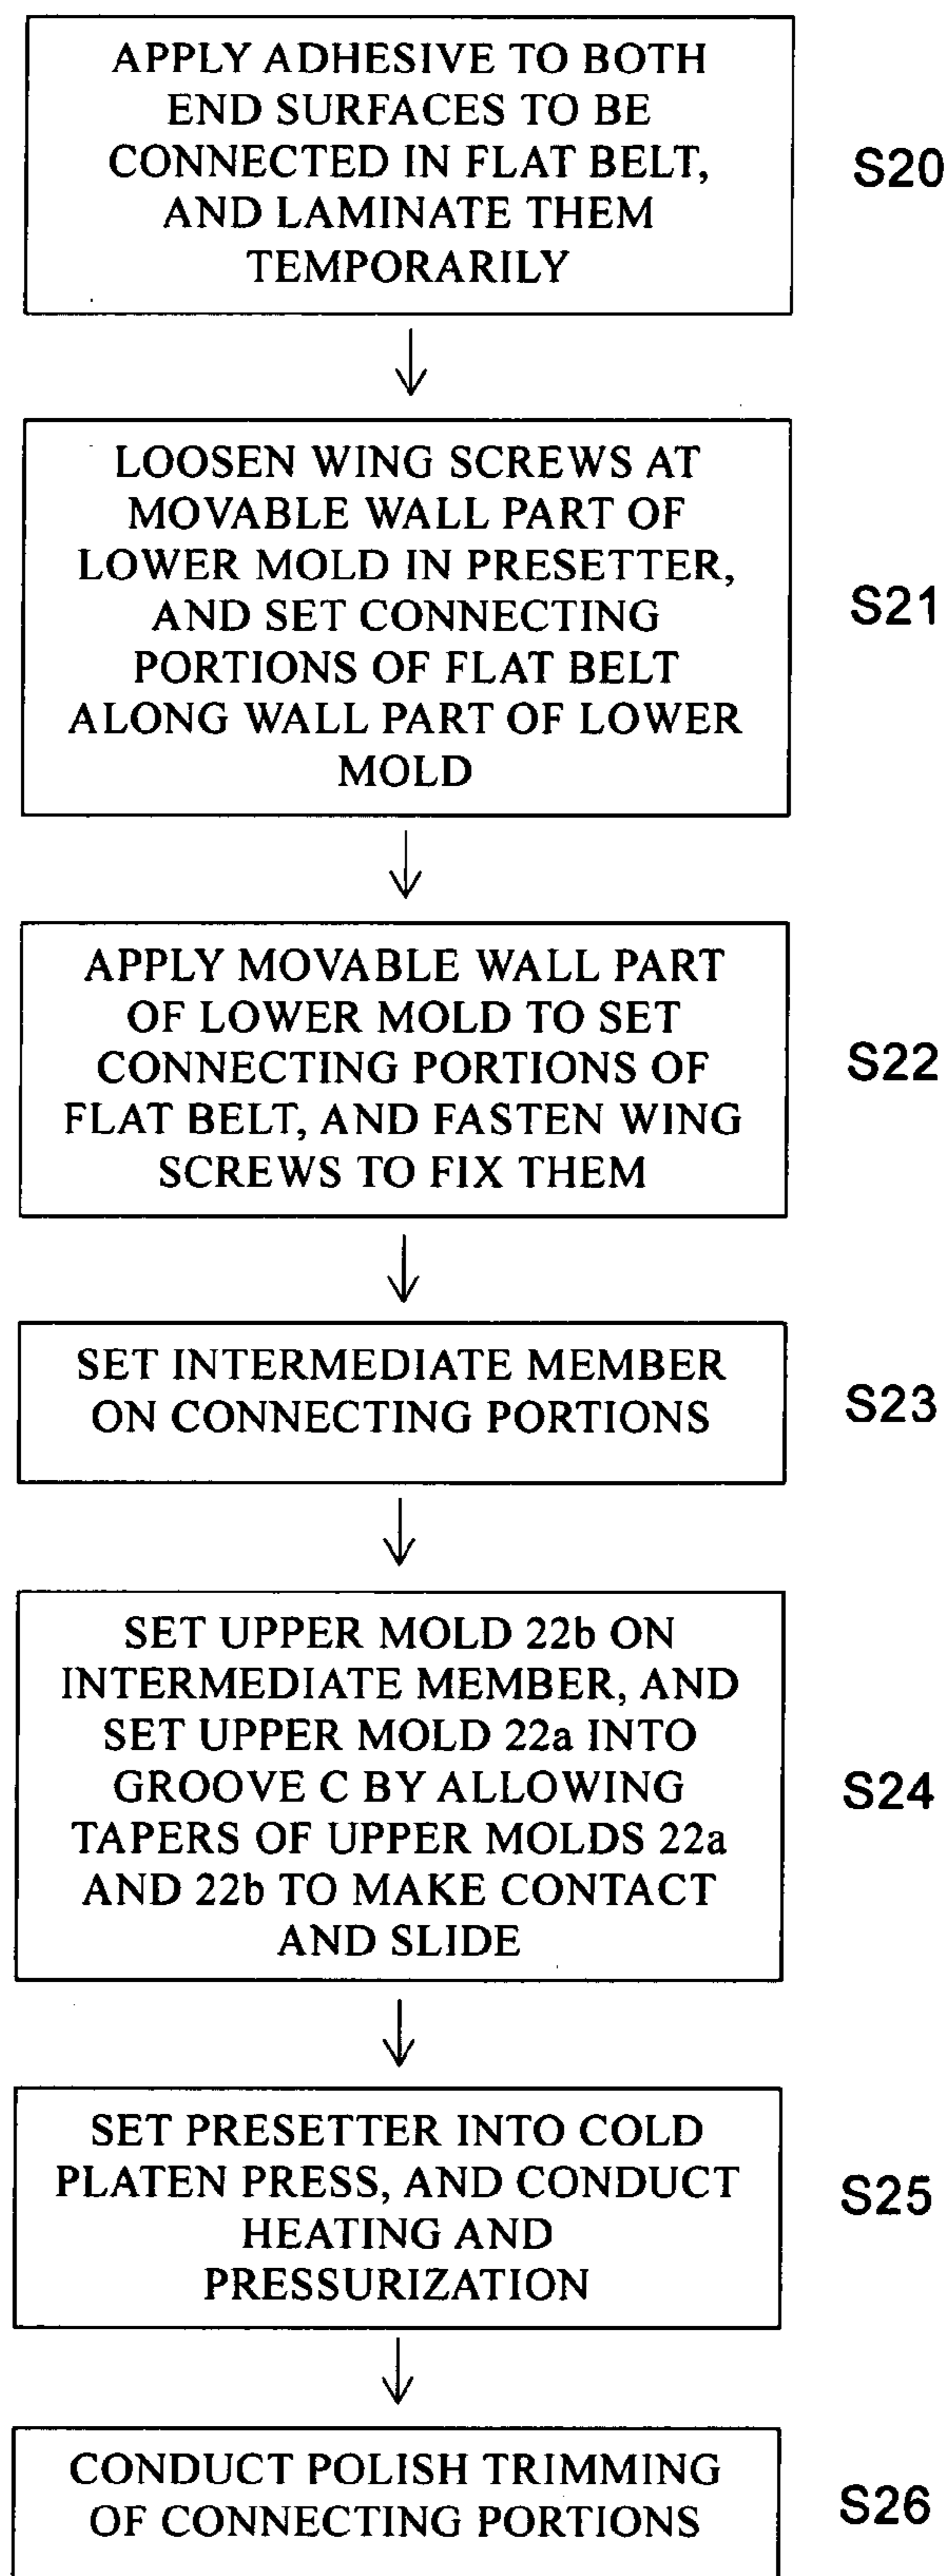 APPLY ADHESIVE TO BOTH
END SURFACES TO BE
CONNECTED IN FLAT BELT,
AND LAMINATE THEM
TEMPORARILY
S20
LOOSEN WING SCREWS AT
MOVABLE WALL PART OF
LOWER MOLD IN PRESETTER,
AND SET CONNECTING
PORTIONS OF FLAT BELT
ALONG WALL PART OF LOWER
MOLD
S21
APPLY MOVABLE WALL PART
OF LOWER MOLD TO SET
CONNECTING PORTIONS OF
FLAT BELT, AND FASTEN WING
SCREWS TO FIX THEM
S22
SET INTERMEDIATE MEMBER
ON CONNECTING PORTIONS
S23
SET UPPER MOLD 22b ON
INTERMEDIATE MEMBER, AND
SET UPPER MOLD 22a INTO
GROOVE C BY ALLOWING
TAPERS OF UPPER MOLDS 22a
AND 22b TO MAKE CONTACT
AND SLIDE
S24
SET PRESETTER INTO COLD
PLATEN PRESS, AND CONDUCT
HEATING AND
PRESSURIZATION
S25
CONDUCT POLISH TRIMMING
OF CONNECTING PORTIONS
S26